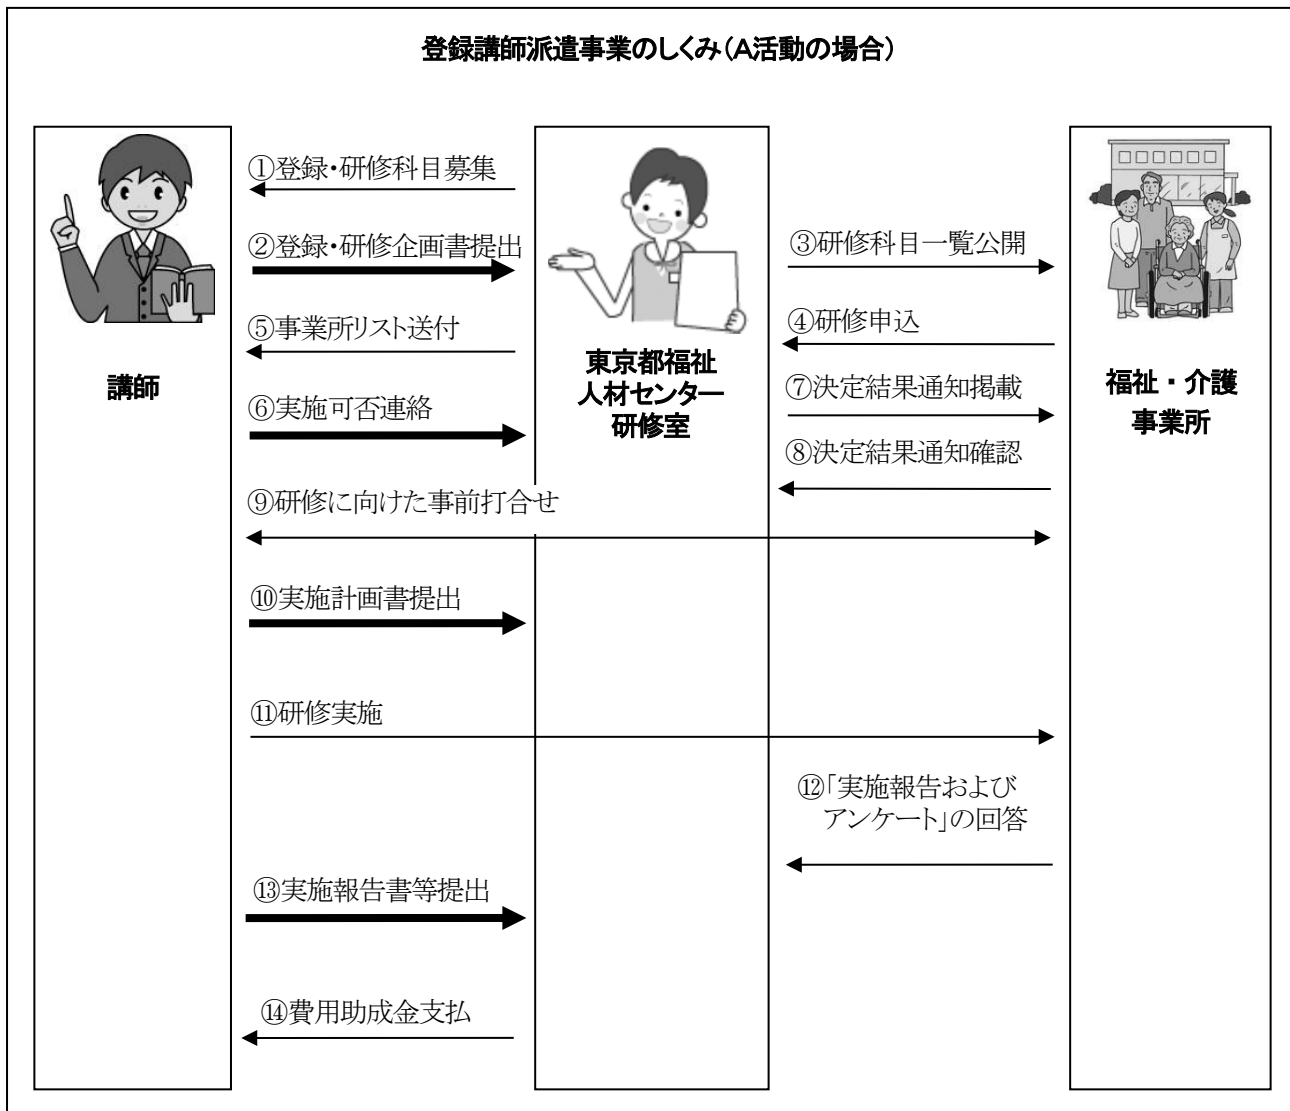 登録講師派遣事業のしくみ（A活動の場合）
①登録・研修科目募集
②登録・研修企画書提出
③研修科目一覧公開
④研修申込
⑤事業所リスト送付
講師
東京都福祉
人材センター
研修室
福祉・介護
事業所
⑥実施可否連絡
⑦決定結果通知掲載
⑧決定結果通知確認
⑨研修に向けた事前打合せ
⑩実施計画書提出
⑪研修実施
⑫「実施報告および
アンケート」の回答
⑬実施報告書等提出
⑭費用助成金支払